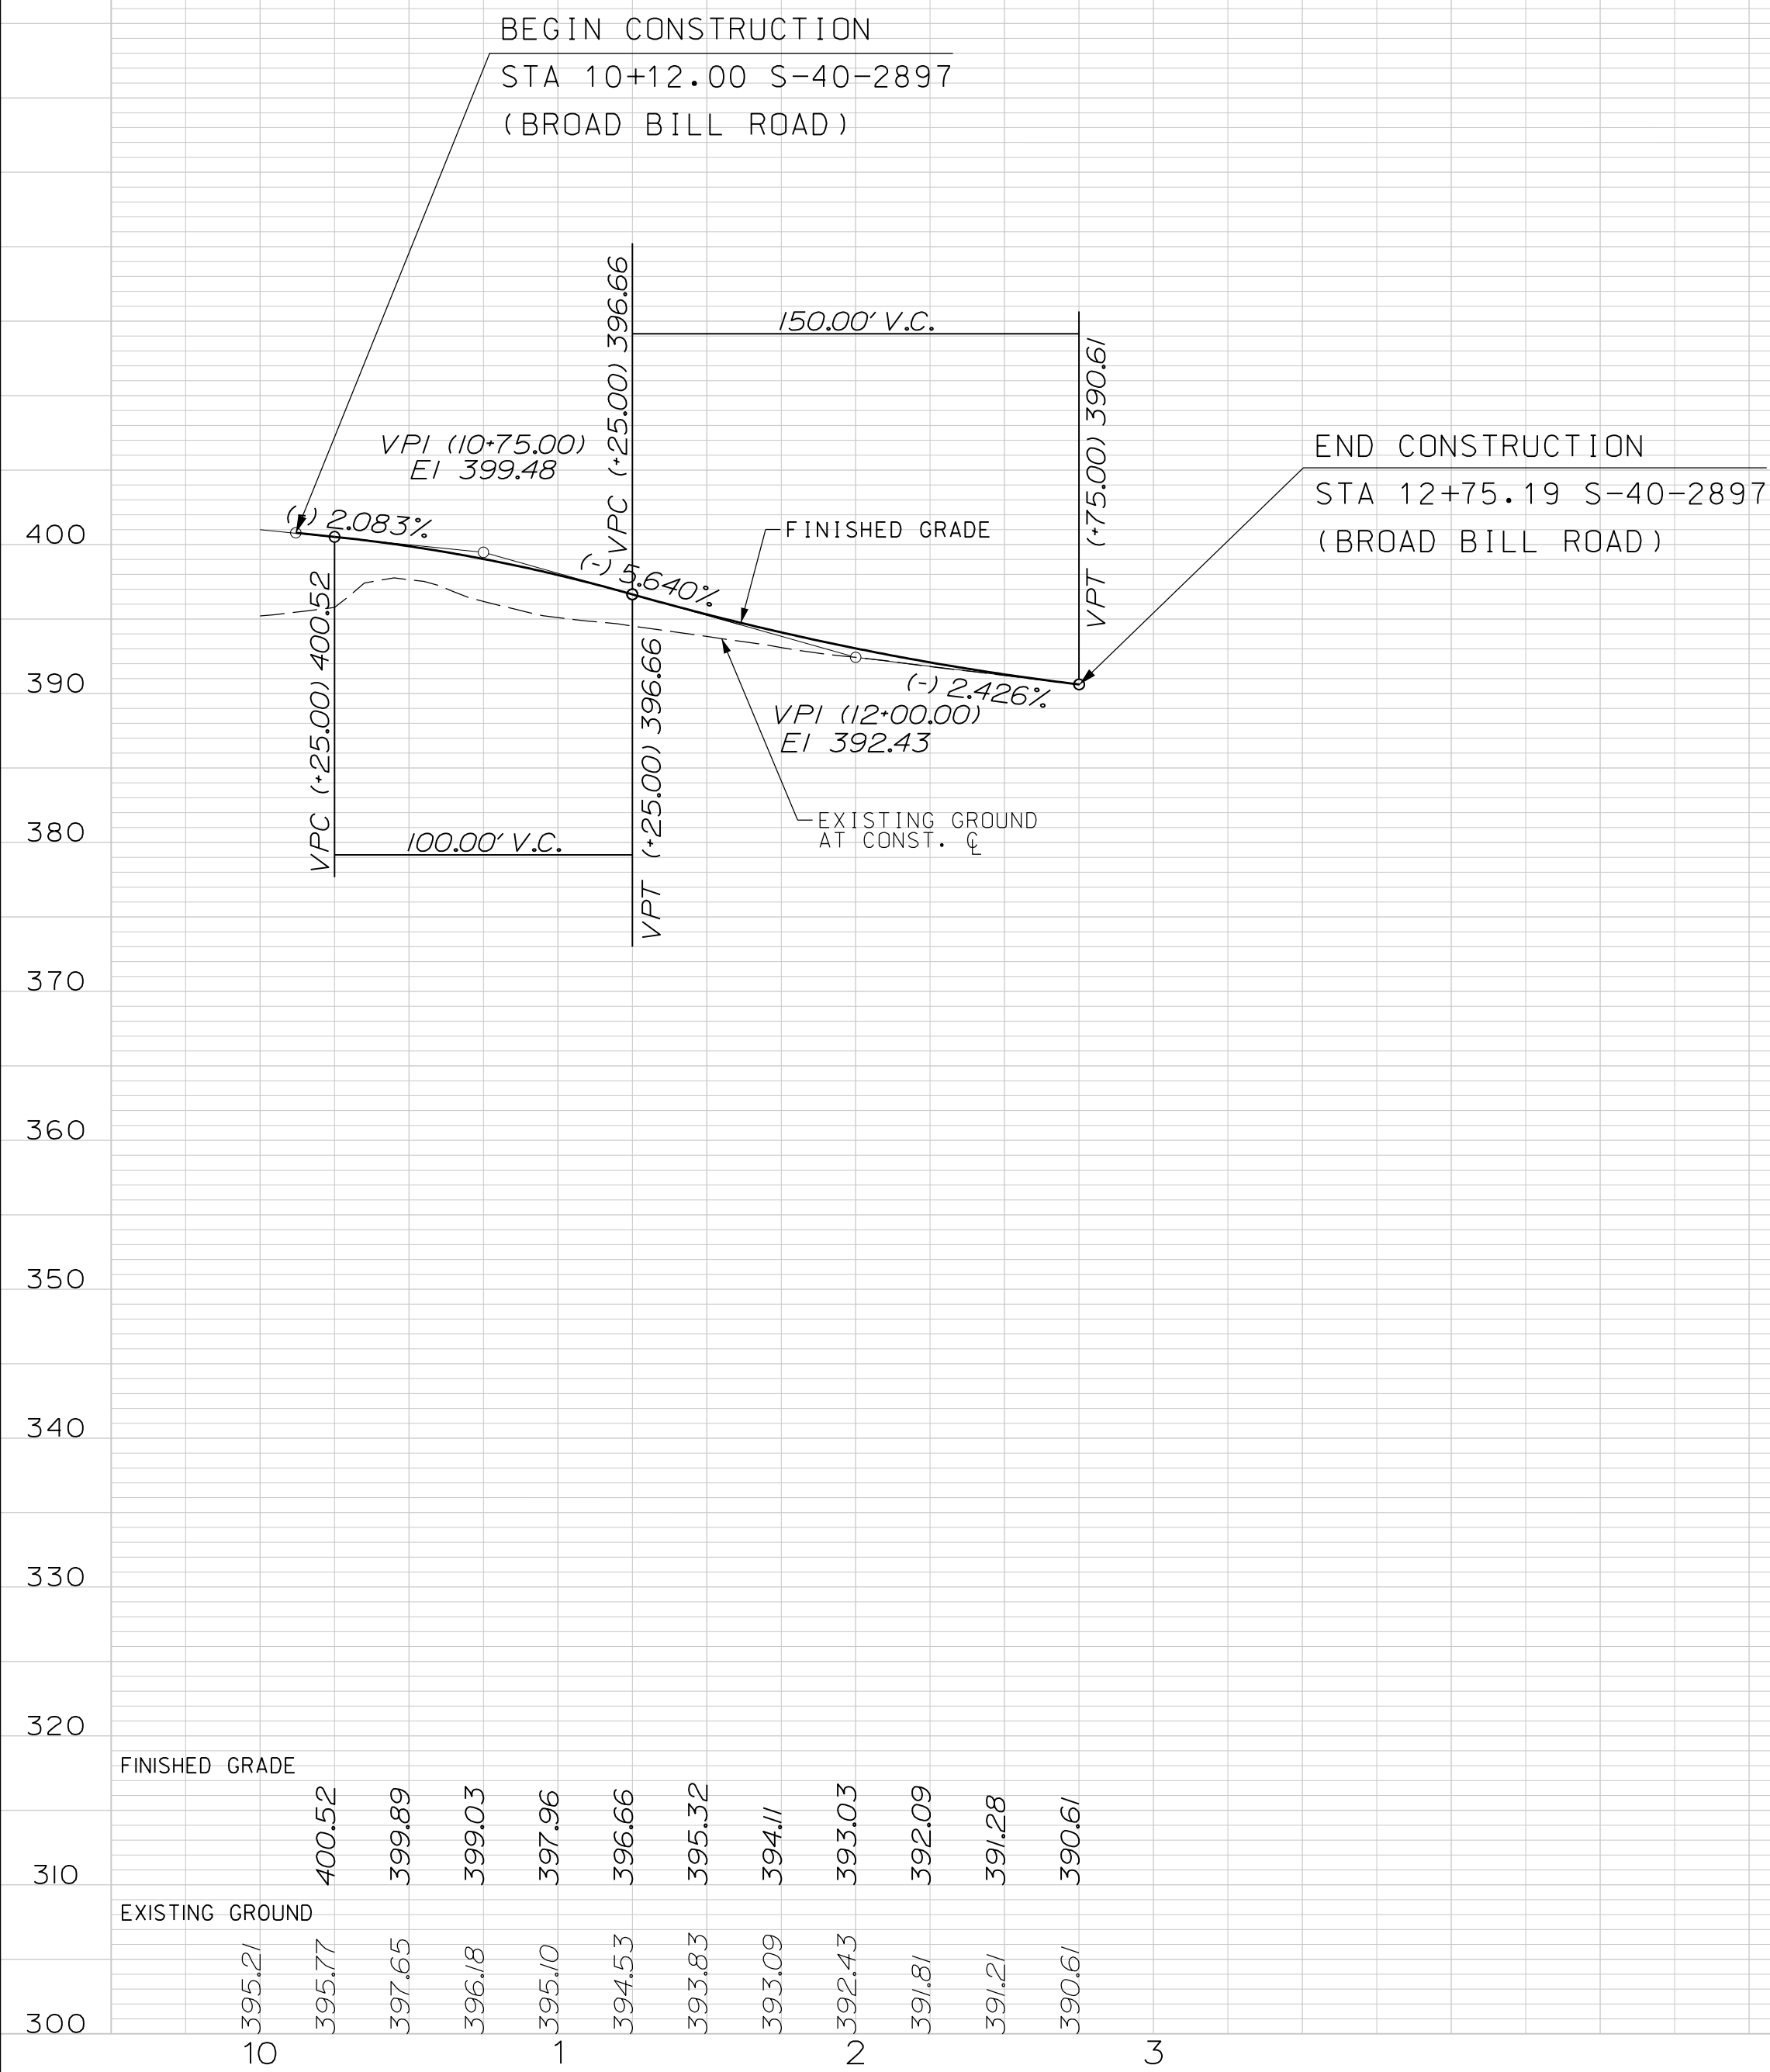 BEGIN CONSTRUCTION
STA 10+12.00 S-40-2897
(BROAD BILL ROAD)
VPC (+25.00) 396.66
150.00' V.C.
VPT (+75.00) 390.61
VPI (10+75.00)
El 399.48
END CONSTRUCTION
STA 12+75.19 S-40-2897
(BROAD BILL ROAD)
(-) 2.083%
FINISHED GRADE
400
(-) 5.640%
VPC (+25.00) 400.52
VPT (+25.00) 396.66
390
(-) 2.426%
VPI (12+00.00)
El 392.43
EXISTING GROUND
AT CONST. ℄
380
100.00' V.C.
370
360
350
340
330
320
FINISHED GRADE
400.52 399.89 399.03 397.96 396.66 395.32 394.11 393.03 392.09 391.28 390.61
310
EXISTING GROUND
395.21 395.77 397.65 396.18 395.10 394.53 393.83 393.09 392.43 391.81 391.21 390.61
300
10 1 2 3